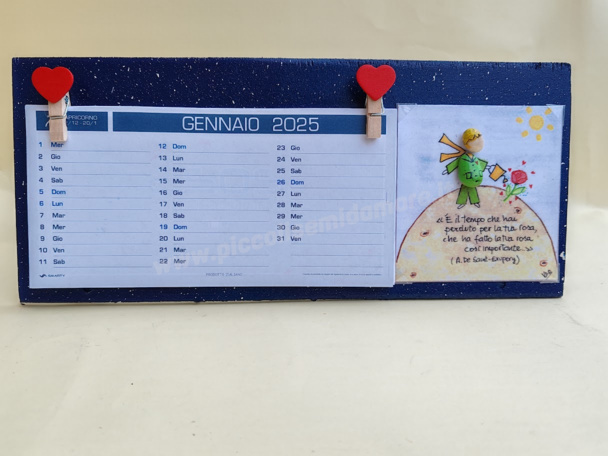 CAPRICORNO
GENNAIO 2025
1 Mer
2 Gio
3 Ven
4 Sab
5 Dom
6 Lun
7 Mar
8 Mer
9 Gio
10 Ven
11 Sab
12 Dom
13 Lun
14 Mar
15 Mer
16 Gio
17 Ven
18 Sab
19 Dom
20 Lun
21 Mar
22 Mer
23 Gio
24 Ven
25 Sab
26 Dom
27 Lun
28 Mar
29 Mer
30 Gio
31 Ven
« È il tempo che hai
perduto per la tua rosa,
che ha fatto la tua rosa
così importante.. »